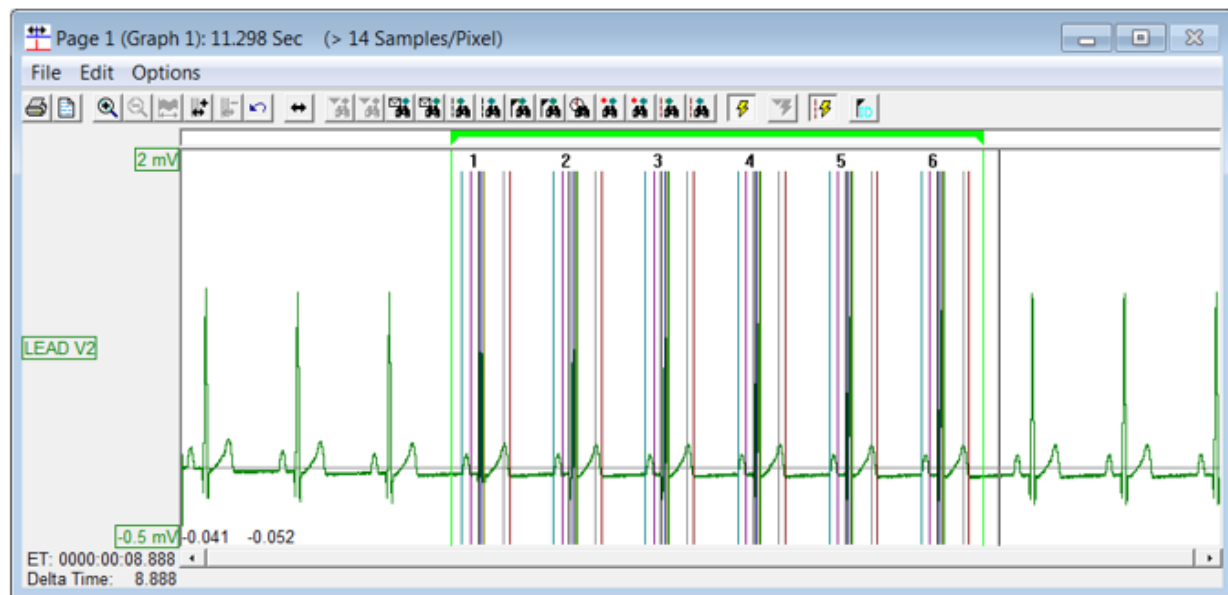 Page 1 (Graph 1): 11.298 Sec (> 14 Samples/Pixel)
File Edit Options
2 mV
1 2 3 4 5 6
LEAD V2
-0.5 mV -0.041 -0.052
ET: 0000:00:08.888
Delta Time: 8.888